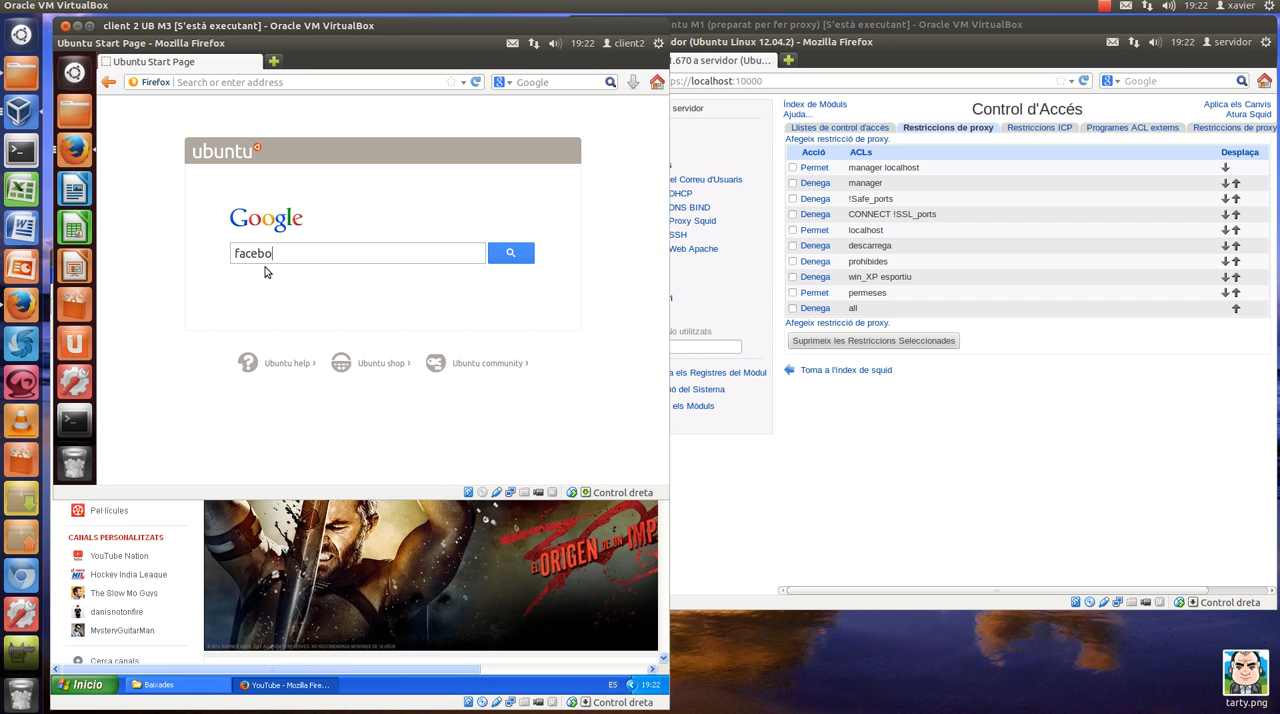 Oracle VM VirtualBox
19:22
xavier
client 2 UB M3 [S'està executant] - Oracle VM VirtualBox
ntu M1 (preparat per fer proxy) [S'està executant] - Oracle VM VirtualBox
Ubuntu Start Page - Mozilla Firefox
19:22
client2
dor (Ubuntu Linux 12.04.2) - Mozilla Firefox
19:22
servidor
Ubuntu Start Page
1.670 a servidor (Ubu...
Firefox
Search or enter address
Google
ps://localhost:10000
Google
ubuntu
Google
facebo
Ubuntu help ›
Ubuntu shop ›
Ubuntu community ›
Control dreta
servidor
s
el Correu d'Usuaris
DHCP
DNS BIND
Proxy Squid
SSH
Web Apache
ri
No utilitzats
a els Registres del Mòdul
ió del Sistema
els Mòduls
Índex de Mòduls
Ajuda...
Control d'Accés
Aplica els Canvis
Atura Squid
Llistes de control d'accés
Restriccions de proxy
Restriccions ICP
Programes ACL externs
Restriccions de proxy
Afegeix restricció de proxy.
Acció ACLs Desplaça
Permet manager localhost
Denega manager
Denega !Safe_ports
Denega CONNECT !SSL_ports
Permet localhost
Denega descarrega
Denega prohibides
Denega win_XP esportiu
Permet permeses
Denega all
Afegeix restricció de proxy.
Suprimeix les Restriccions Seleccionades
Torna a l'índex de squid
Control dreta
Pel·lícules
CANALS PERSONALITZATS
YouTube Nation
Hockey India League
The Slow Mo Guys
danisnotonfire
MysteryGuitarMan
Cerca canals
EL ORIGEN DE UN IMP
Inicio
Baixades
YouTube - Mozilla Fire...
ES
19:22
Control dreta
tarty.png